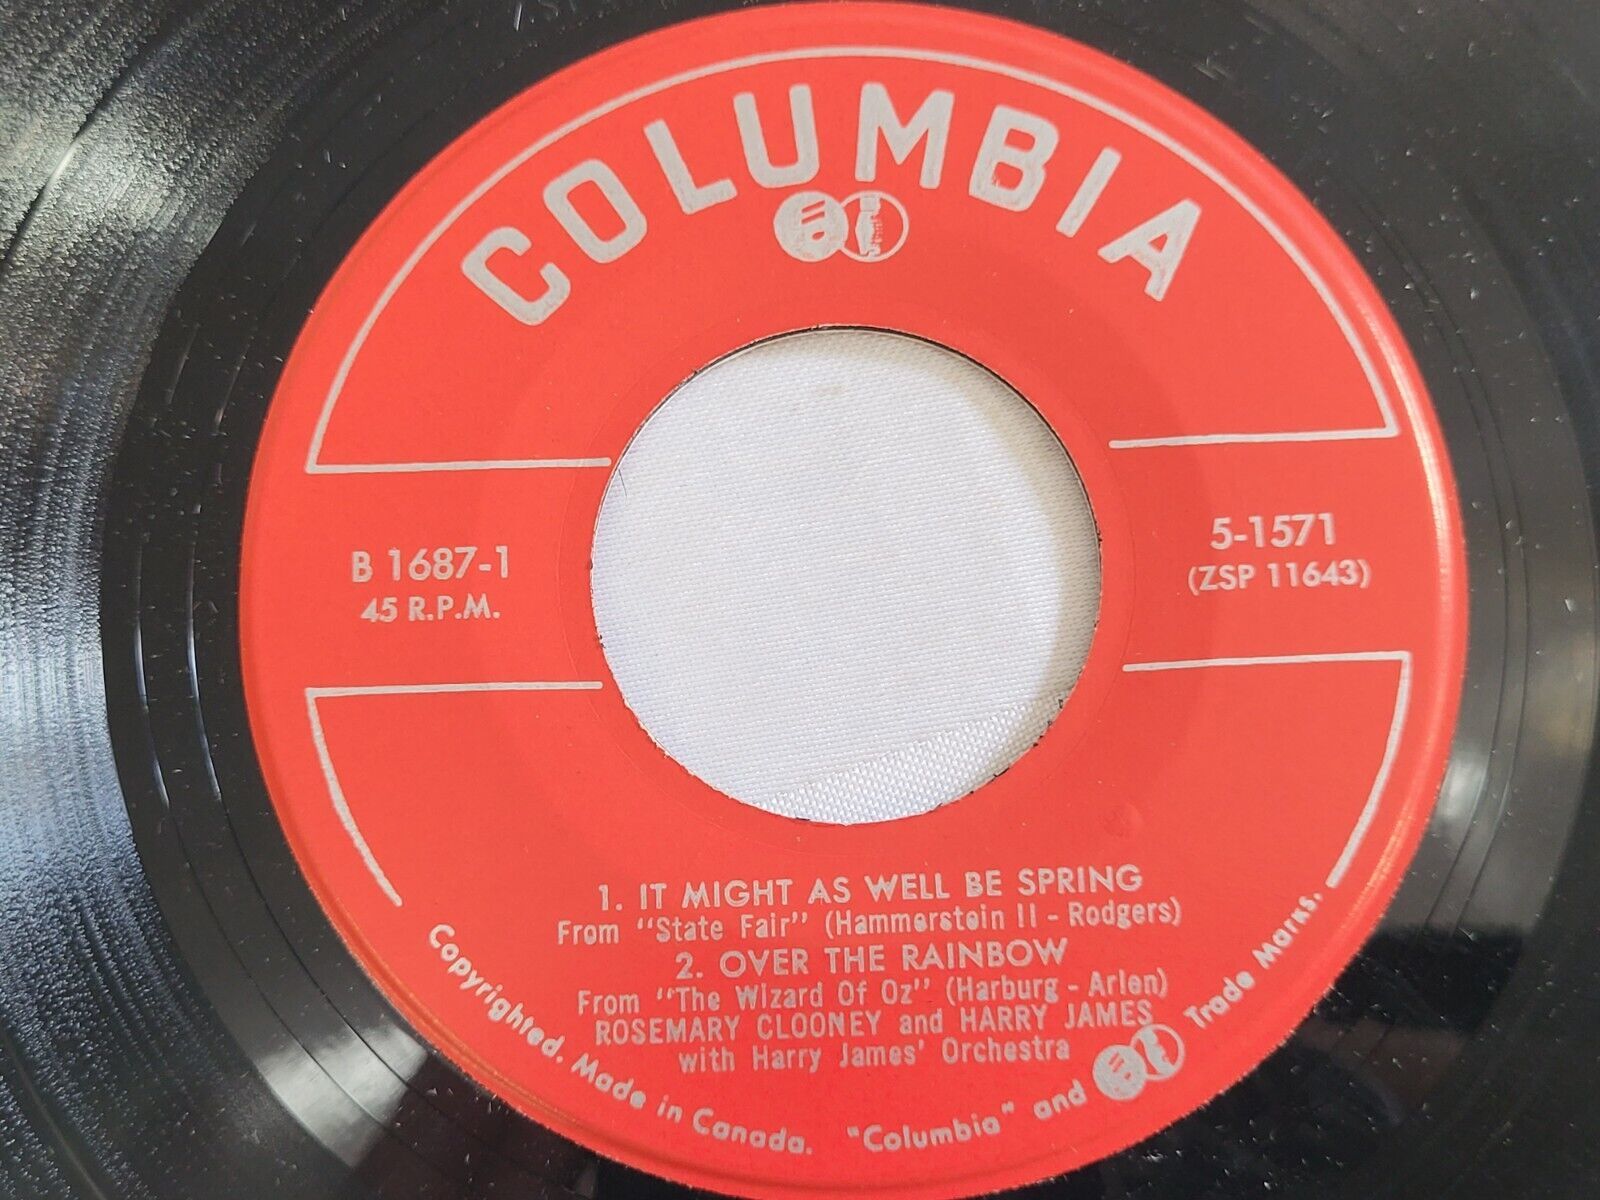 COLUMBIA
B 1687-1
45 R.P.M.
5-1571
(ZSP 11643)
1. IT MIGHT AS WELL BE SPRING
From "State Fair" (Hammerstein II - Rodgers)
2. OVER THE RAINBOW
From "The Wizard Of Oz" (Harburg - Arlen)
ROSEMARY CLOONEY and HARRY JAMES
with Harry James' Orchestra
Copyrighted. Made in Canada. "Columbia" and Trade Marks.